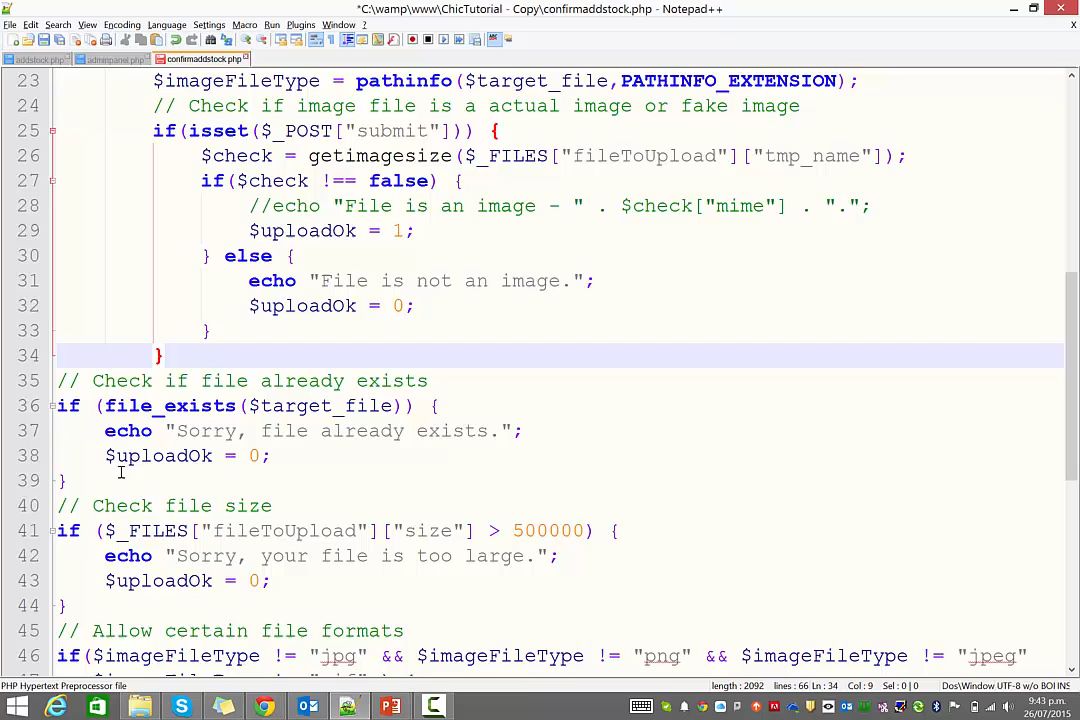 *C:\wamp\www\ChicTutorial - Copy\confirmaddstock.php - Notepad++
File Edit Search View Encoding Language Settings Macro Run Plugins Window ? X
addstock.php adminpanel.php confirmaddstock.php
23 $imageFileType = pathinfo($target_file,PATHINFO_EXTENSION);
24 // Check if image file is a actual image or fake image
25 if(isset($_POST["submit"])) {
26 $check = getimagesize($_FILES["fileToUpload"]["tmp_name"]);
27 if($check !== false) {
28 //echo "File is an image - " . $check["mime"] . ".";
29 $uploadOk = 1;
30 } else {
31 echo "File is not an image.";
32 $uploadOk = 0;
33 }
34 }
35 // Check if file already exists
36 if (file_exists($target_file)) {
37 echo "Sorry, file already exists.";
38 $uploadOk = 0;
39 }
40 // Check file size
41 if ($_FILES["fileToUpload"]["size"] > 500000) {
42 echo "Sorry, your file is too large.";
43 $uploadOk = 0;
44 }
45 // Allow certain file formats
46 if($imageFileType != "jpg" && $imageFileType != "png" && $imageFileType != "jpeg"
PHP Hypertext Preprocessor file length : 2092 lines : 66 Ln : 34 Col : 9 Sel : 0 | 0 Dos\Window UTF-8 w/o BOM INS
9:43 p.m.
26/07/2015